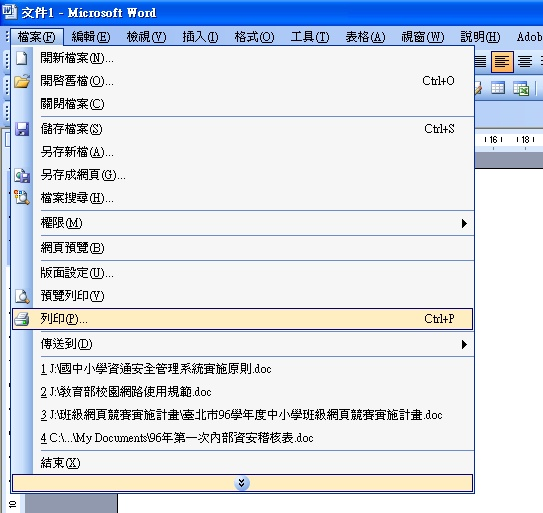 文件1 - Microsoft Word
檔案(F) 編輯(E) 檢視(V) 插入(I) 格式(O) 工具(T) 表格(A) 視窗(W) 說明(H) Adob
開新檔案(N)...
開啓舊檔(O)... Ctrl+O
關閉檔案(C)
儲存檔案(S) Ctrl+S
另存新檔(A)...
另存成網頁(G)...
檔案搜尋(H)...
權限(M)
網頁預覽(B)
版面設定(U)...
預覽列印(V)
列印(P)... Ctrl+P
傳送到(D)
1 J:\國中小學資通安全管理系統實施原則.doc
2 J:\教育部校園網路使用規範.doc
3 J:\班級網頁競賽實施計畫\臺北市96學年度中小學班級網頁競賽實施計畫.doc
4 C:\...\My Documents\96年第一次內部資安稽核表.doc
結束(X)
16 18
10